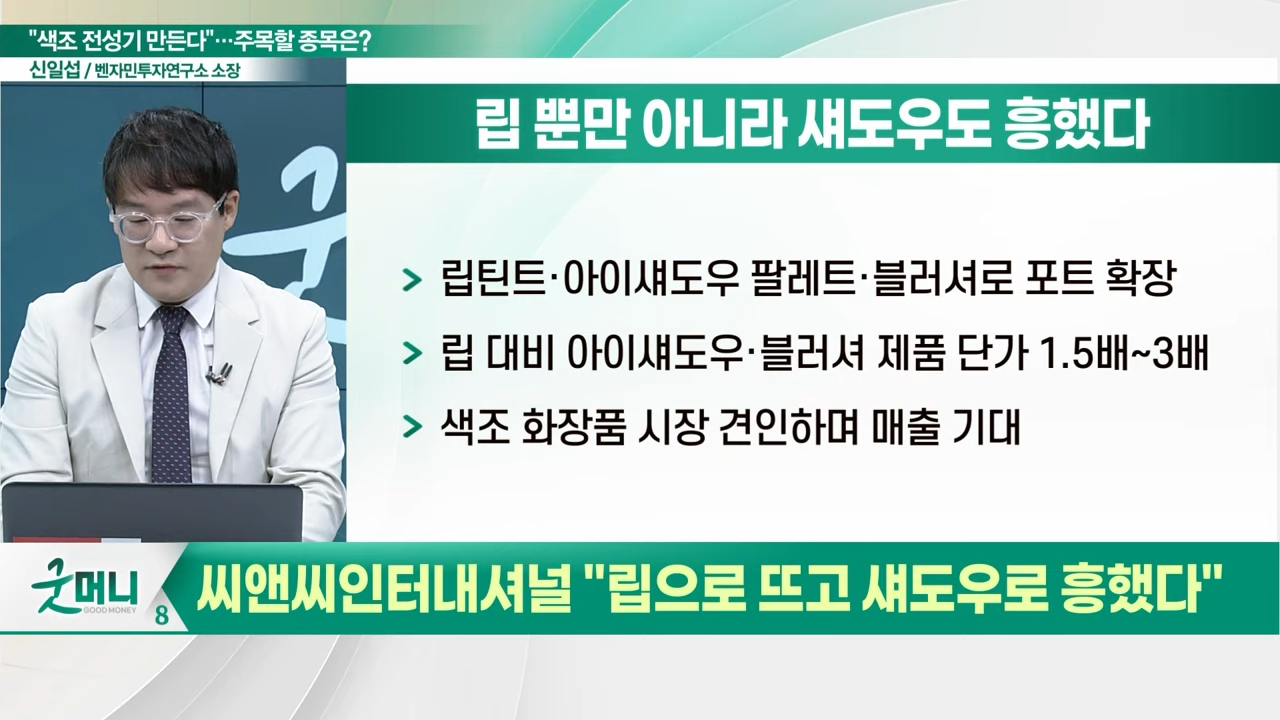 "색조 전성기 만든다"…주목할 종목은?
신일섭 / 벤자민투자연구소 소장
립 뿐만 아니라 섀도우도 흥했다
> 립틴트·아이섀도우 팔레트·블러셔로 포트 확장
> 립 대비 아이섀도우·블러셔 제품 단가 1.5배~3배
> 색조 화장품 시장 견인하며 매출 기대
굿머니
GOOD MONEY
8
씨앤씨인터내셔널 "립으로 뜨고 섀도우로 흥했다"